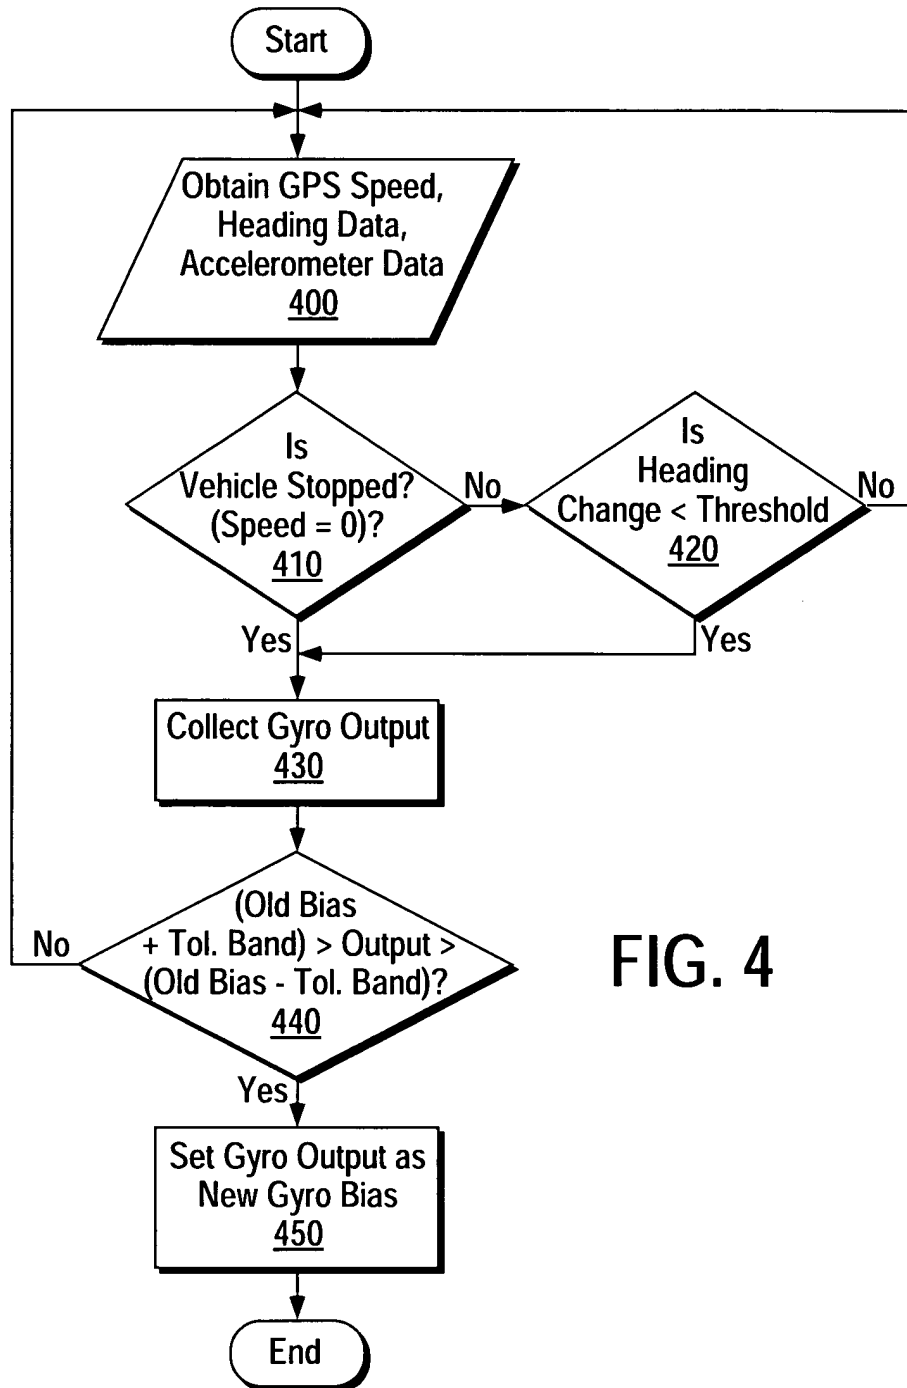 Start
Obtain GPS Speed,
Heading Data,
Accelerometer Data
400
Is
Vehicle Stopped?
(Speed = 0)?
410
No
Is
Heading
Change < Threshold
420
No
Yes
Yes
Collect Gyro Output
430
(Old Bias
+ Tol. Band) > Output >
(Old Bias - Tol. Band)?
440
No
Yes
FIG. 4
Set Gyro Output as
New Gyro Bias
450
End